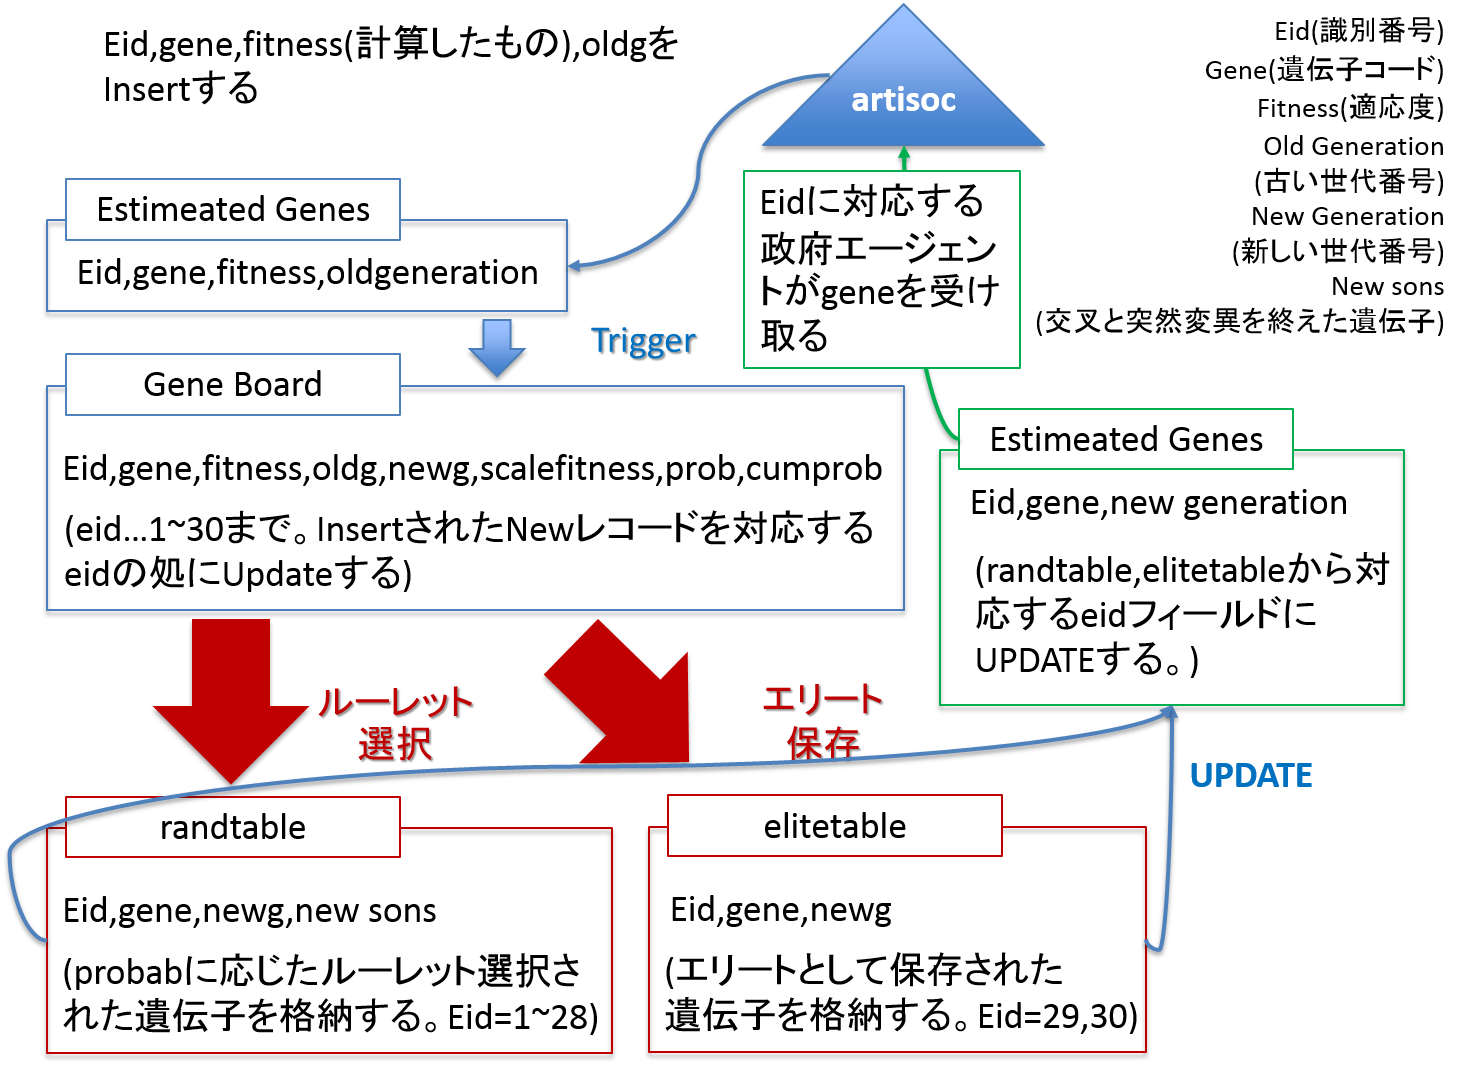 Eid,gene,fitness(計算したもの),oldgを
Insertする
artisoc
Eid(識別番号)
Gene(遺伝子コード)
Fitness(適応度)
Old Generation
(古い世代番号)
New Generation
(新しい世代番号)
New sons
(交叉と突然変異を終えた遺伝子)
Estimeated Genes
Eid,gene,fitness,oldgeneration
Eidに対応する
政府エージェン
トがgeneを受け
取る
Trigger
Gene Board
Eid,gene,fitness,oldg,newg,scalefitness,prob,cumprob
(eid...1~30まで。InsertされたNewレコードを対応する
eidの処にUpdateする)
Estimeated Genes
Eid,gene,new generation
(randtable,elitetableから対
応するeidフィールドに
UPDATEする。)
ルーレット
選択
エリート
保存
UPDATE
randtable
Eid,gene,newg,new sons
(probabに応じたルーレット選択さ
れた遺伝子を格納する。Eid=1~28)
elitetable
Eid,gene,newg
(エリートとして保存された
遺伝子を格納する。Eid=29,30)